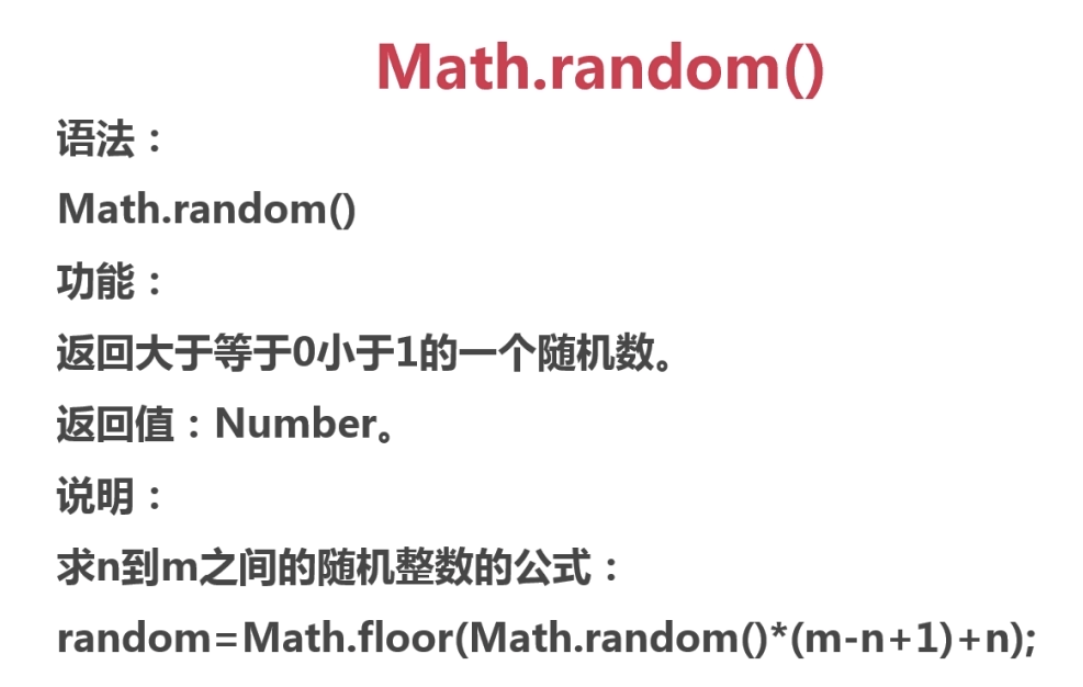 Math.random()
语法：
Math.random()
功能：
返回大于等于0小于1的一个随机数。
返回值：Number。
说明：
求n到m之间的随机整数的公式：
random=Math.floor(Math.random()*(m-n+1)+n);